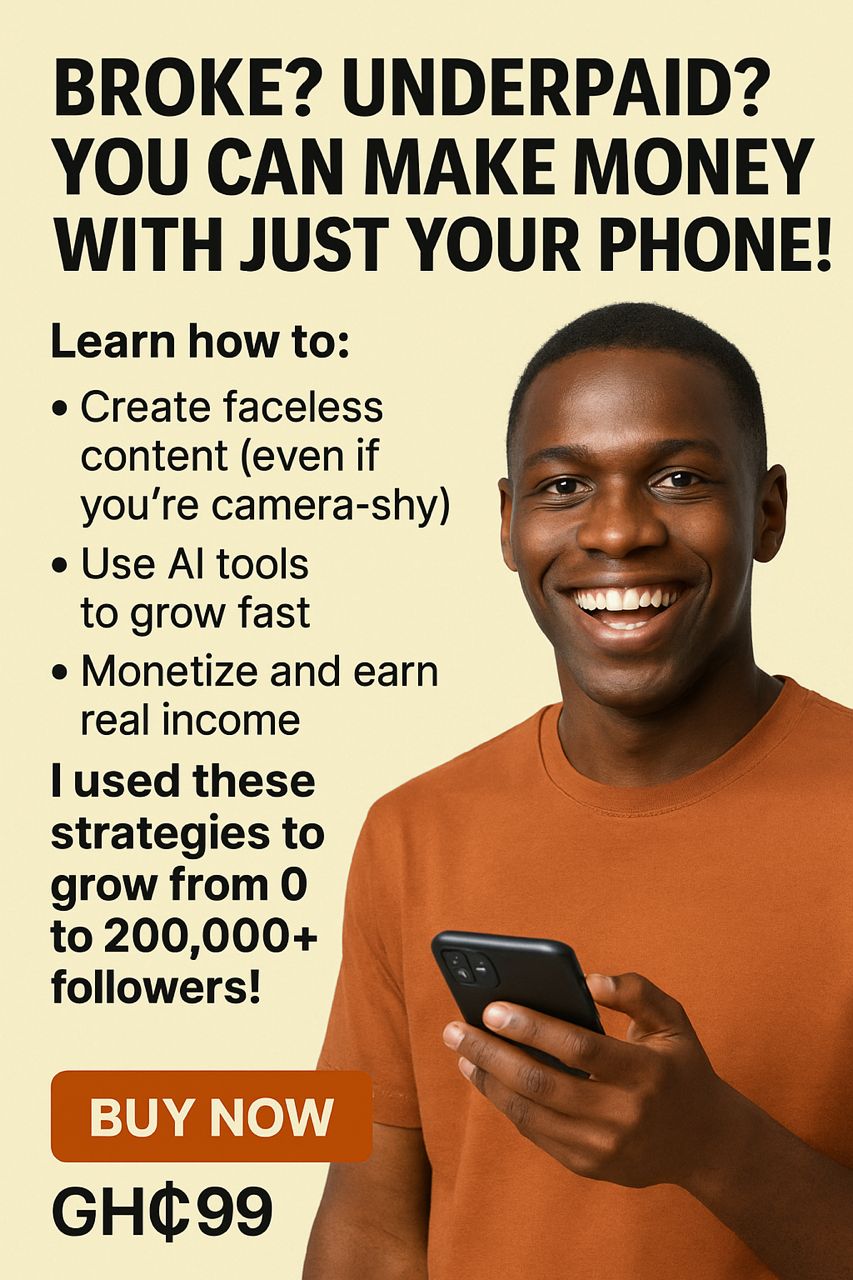 BROKE? UNDERPAID?
YOU CAN MAKE MONEY
WITH JUST YOUR PHONE!
Learn how to:
• Create faceless
content (even if
you’re camera-shy)
• Use AI tools
to grow fast
• Monetize and earn
real income
I used these
strategies to
grow from 0
to 200,000+
followers!
BUY NOW
GH₵99